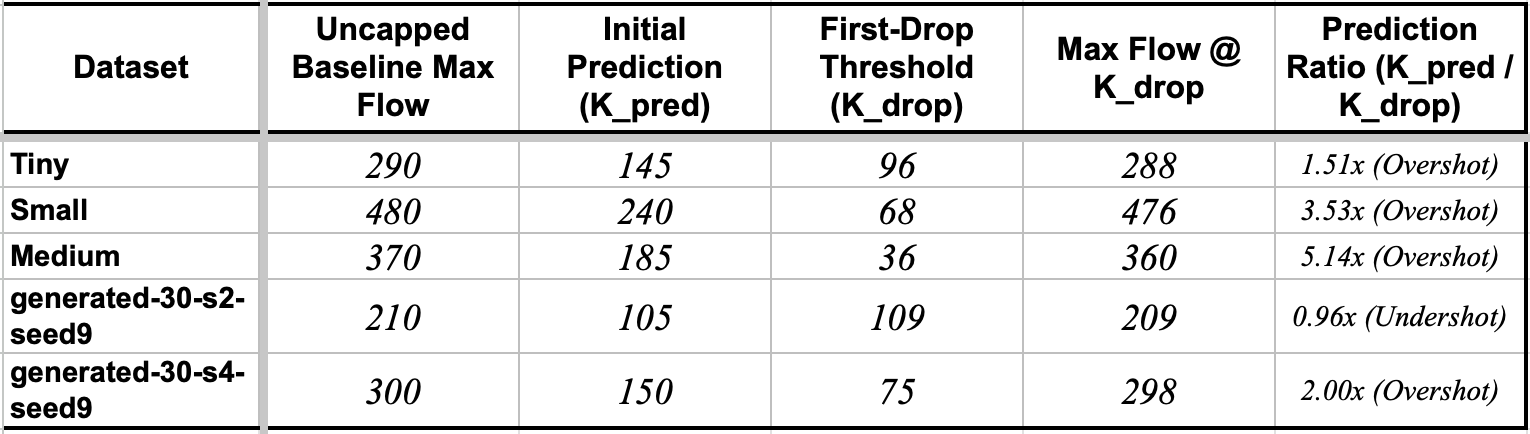 Dataset
Uncapped
Baseline Max
Flow
Initial
Prediction
(K_pred)
First-Drop
Threshold
(K_drop)
Max Flow @
K_drop
Prediction
Ratio (K_pred /
K_drop)
Tiny
290
145
96
288
1.51x (Overshot)
Small
480
240
68
476
3.53x (Overshot)
Medium
370
185
36
360
5.14x (Overshot)
generated-30-s2-
seed9
210
105
109
209
0.96x (Undershot)
generated-30-s4-
seed9
300
150
75
298
2.00x (Overshot)